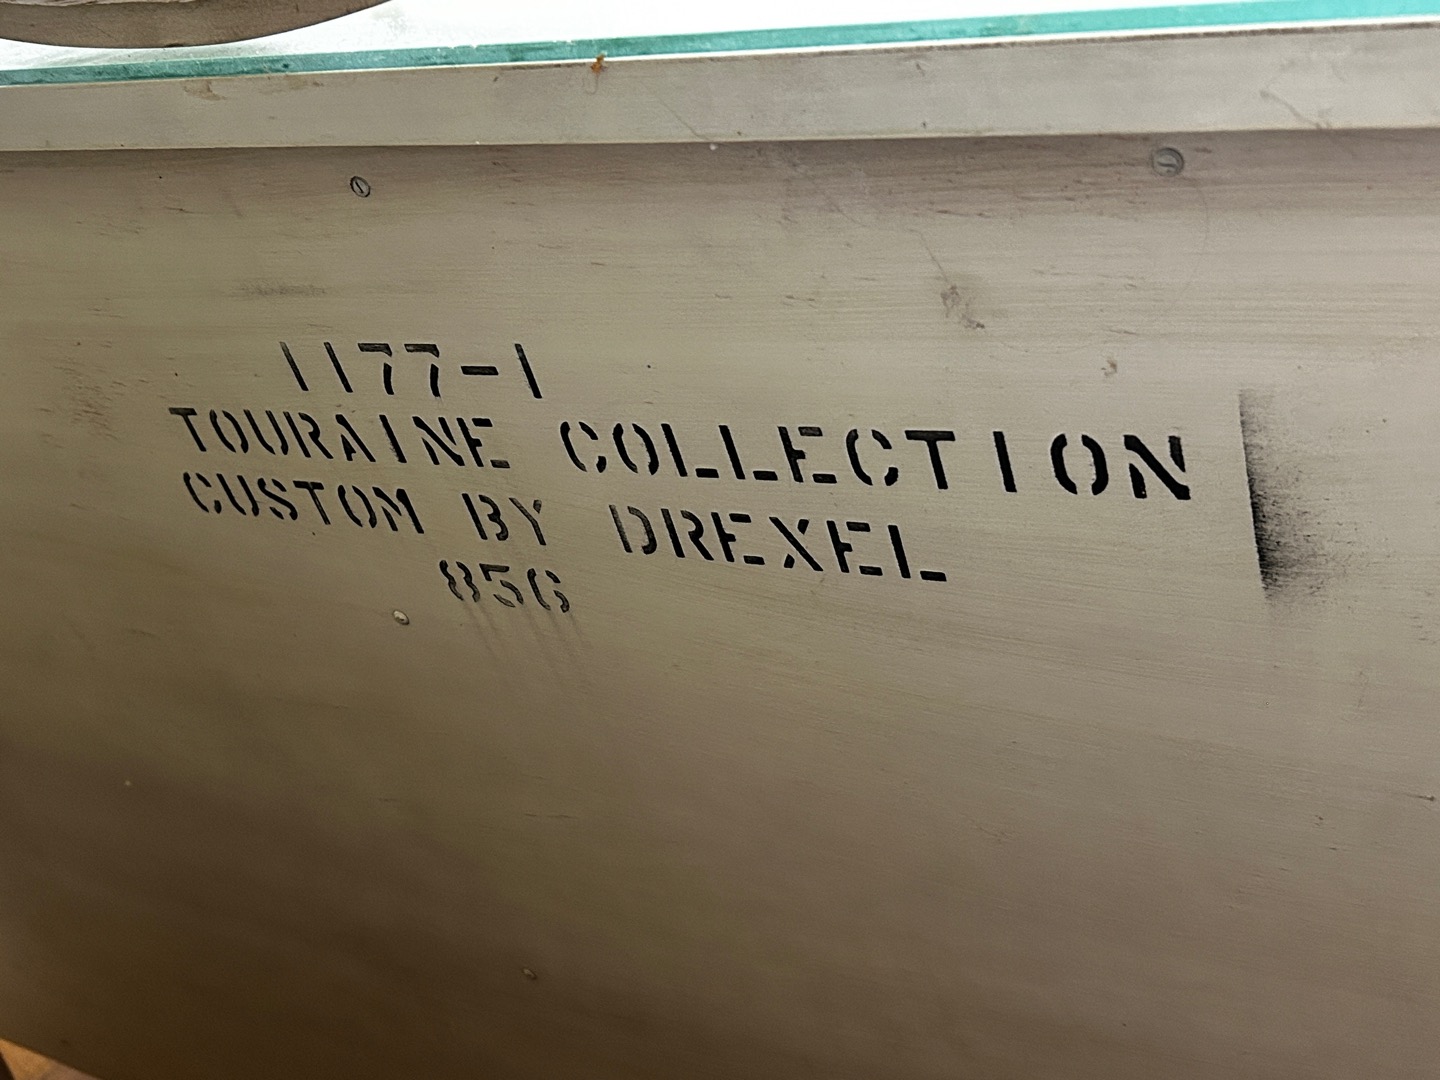 1177-1
TOURAINE COLLECTION
CUSTOM BY DREXEL
856